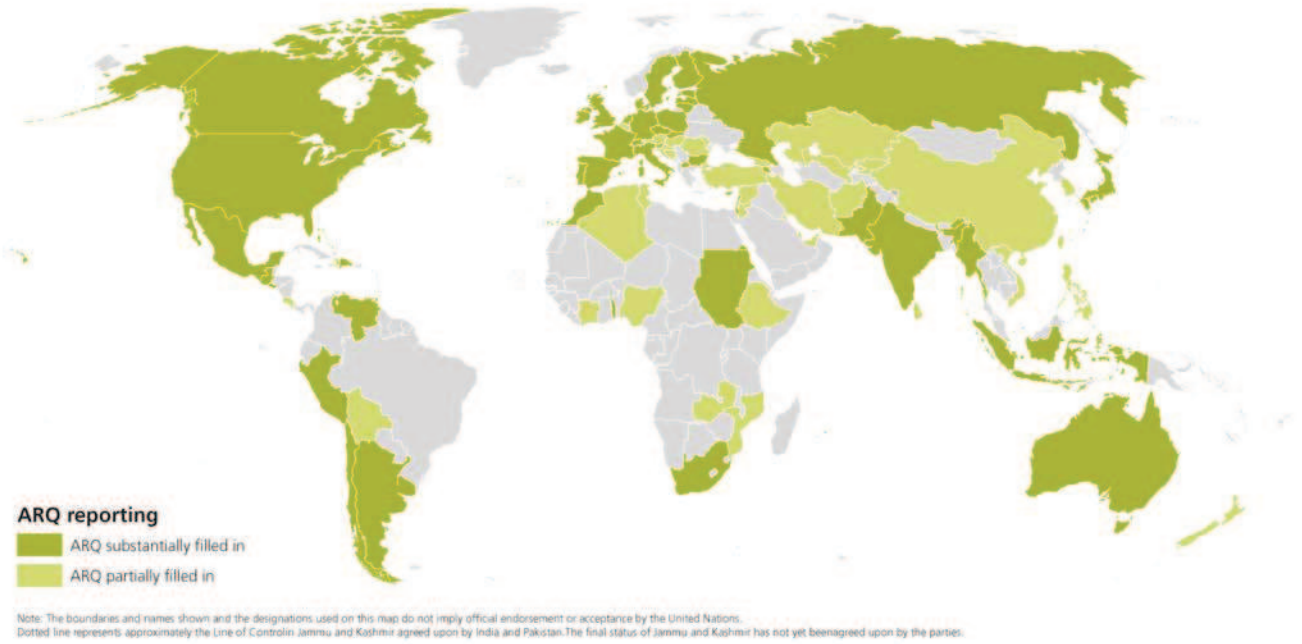 ARQ reporting
ARQ substantially filled in
ARQ partially filled in
Note: The boundaries and names shown and the designations used on this map do not imply official endorsement or acceptance by the United Nations.
Dotted line represents approximately the Line of Controlin Jammu and Kashmir agreed upon by India and Pakistan.The final status of Jammu and Kashmir has not yet beenagreed upon by the parties.